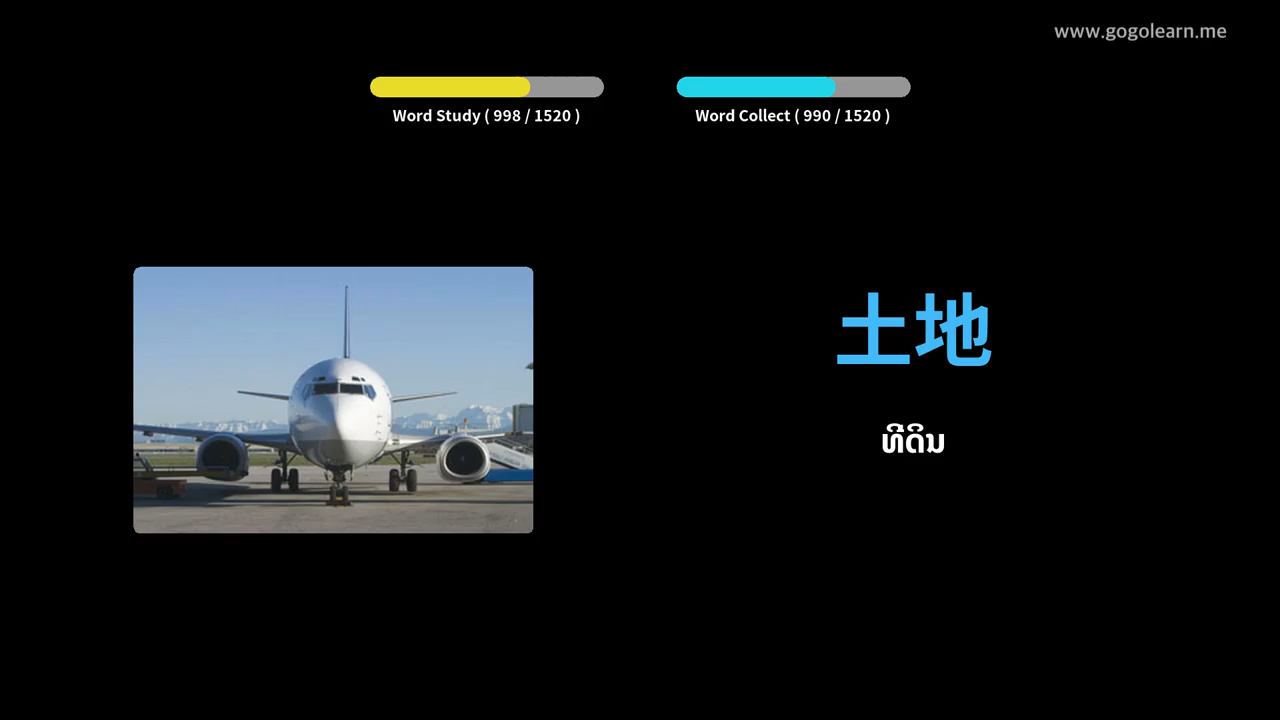 www.gogolearn.me
Word Study ( 998 / 1520 )
Word Collect ( 990 / 1520 )
土地
ທີ່ດິນ